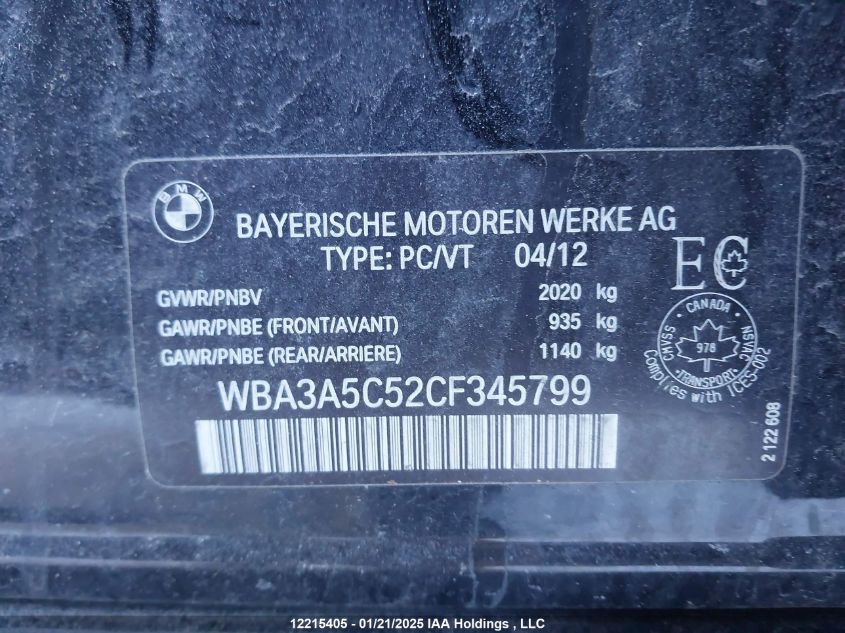 BMW
BAYERISCHE MOTOREN WERKE AG
TYPE: PC/VT 04/12
GVWR/PNBV 2020 kg
GAWR/PNBE (FRONT/AVANT) 935 kg
GAWR/PNBE (REAR/ARRIERE) 1140 kg
WBA3A5C52CF345799
EC
CANADA
CMVSS
NSVAC
978
TRANSPORT
Complies with ICES-002
2 122 608
12215405 - 01/21/2025 IAA Holdings , LLC